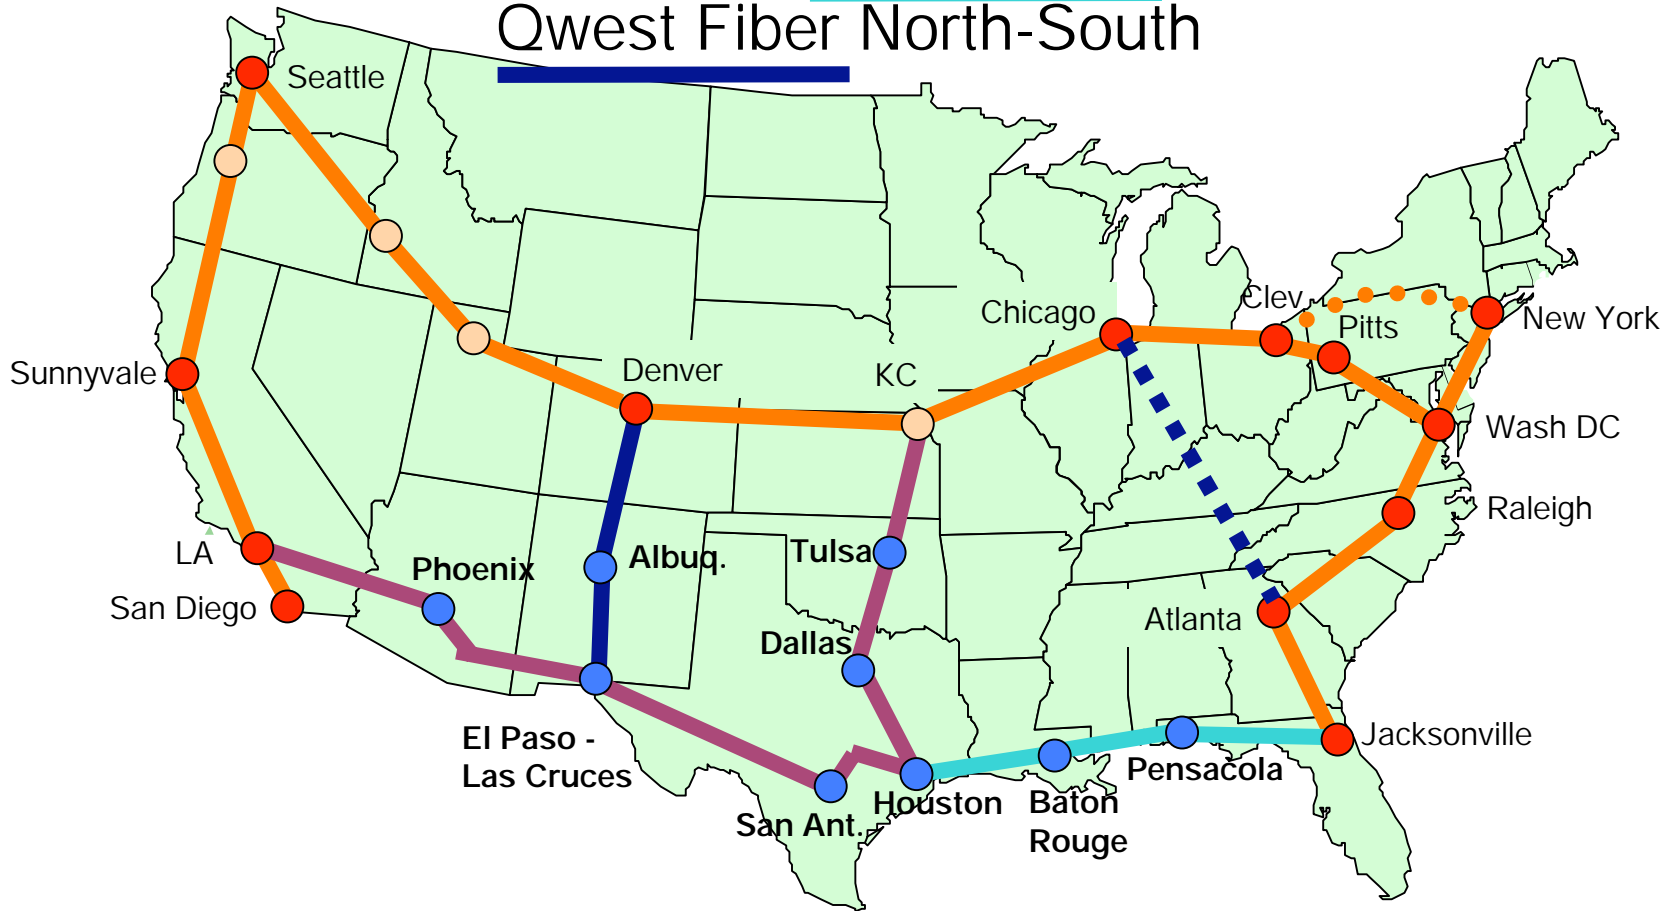 Qwest Fiber North-South
Seattle
Clev.
Chicago
Pitts
New York
Sunnyvale
Denver
KC
Wash DC
Raleigh
LA
Phoenix
Albuq.
Tulsa
San Diego
Atlanta
Dallas
El Paso -
Las Cruces
Jacksonville
Pensacola
Houston
Baton
Rouge
San Ant.